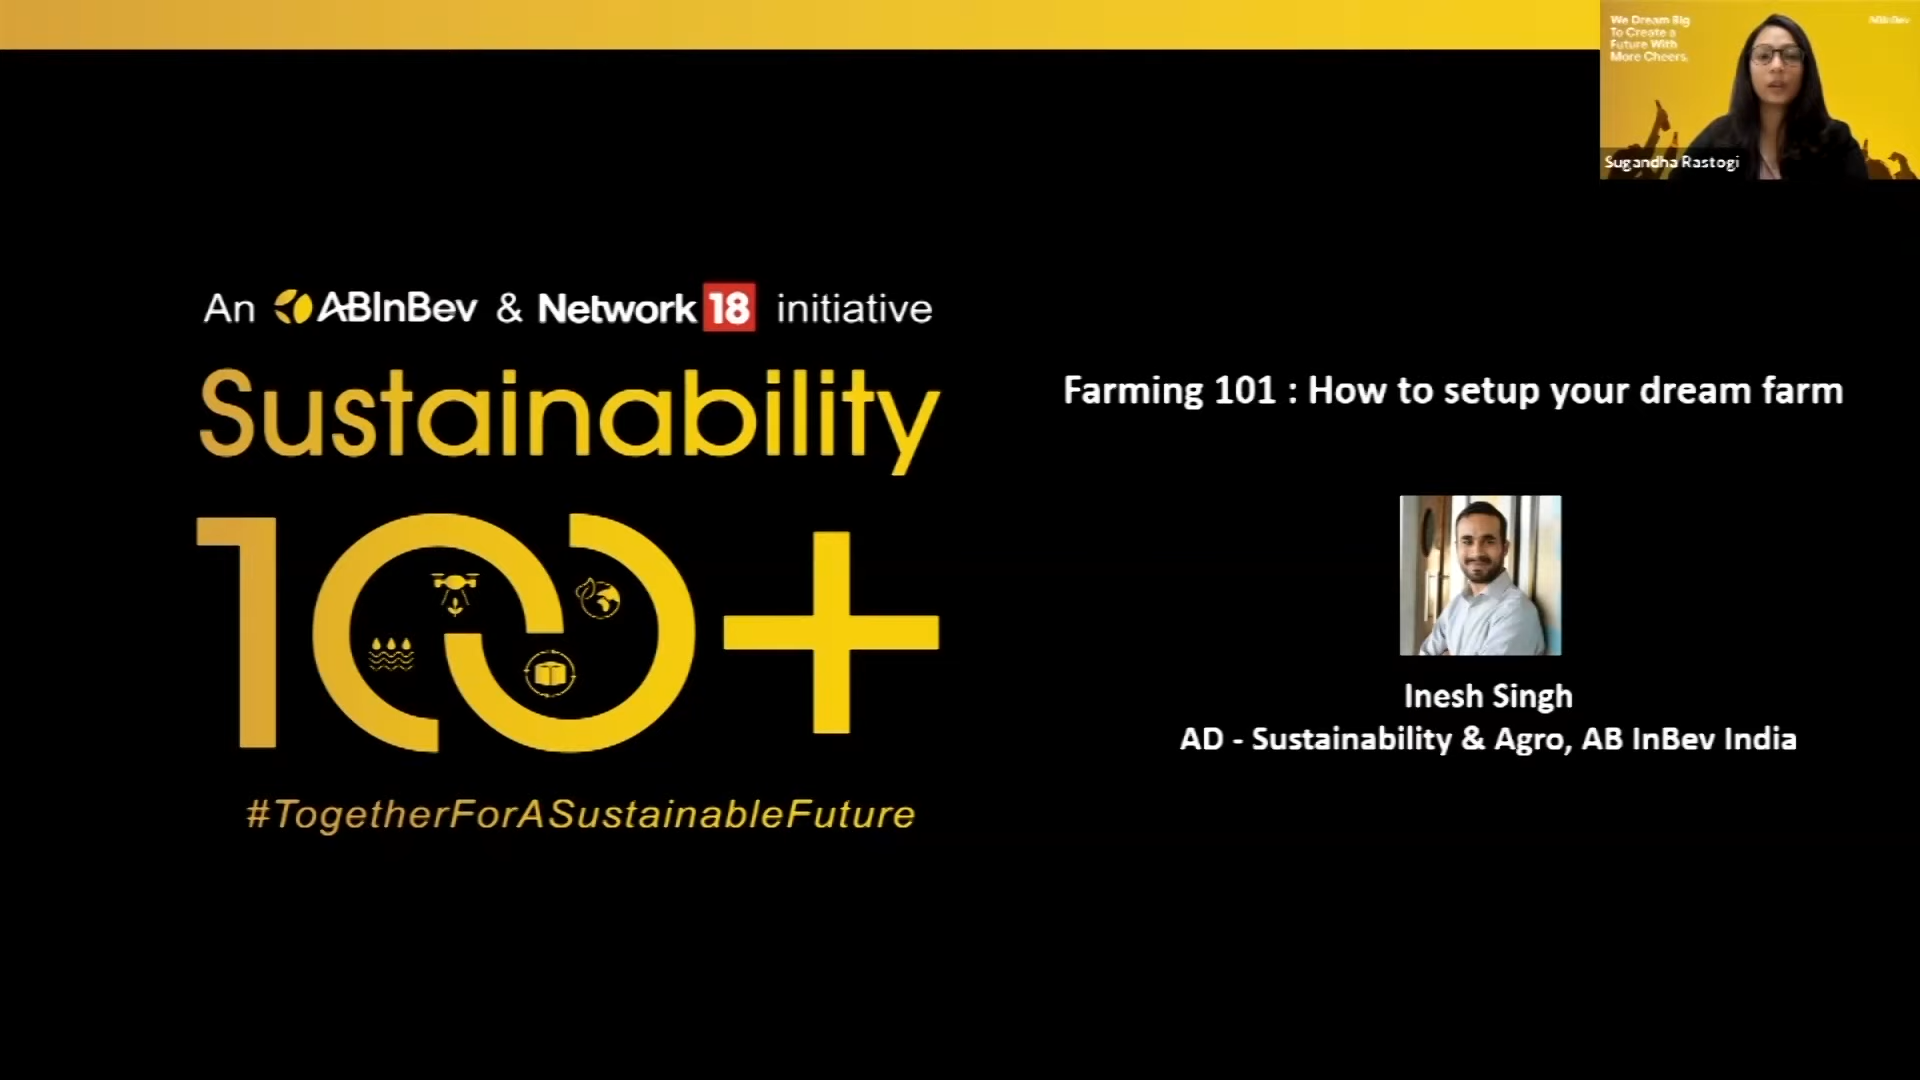 We Dream Big
To Create a
Future With
More Cheers.
ABInBev
Sugandha Rastogi
An ABInBev & Network 18 initiative
Sustainability
100+
#TogetherForASustainableFuture
Farming 101 : How to setup your dream farm
Inesh Singh
AD - Sustainability & Agro, AB InBev India